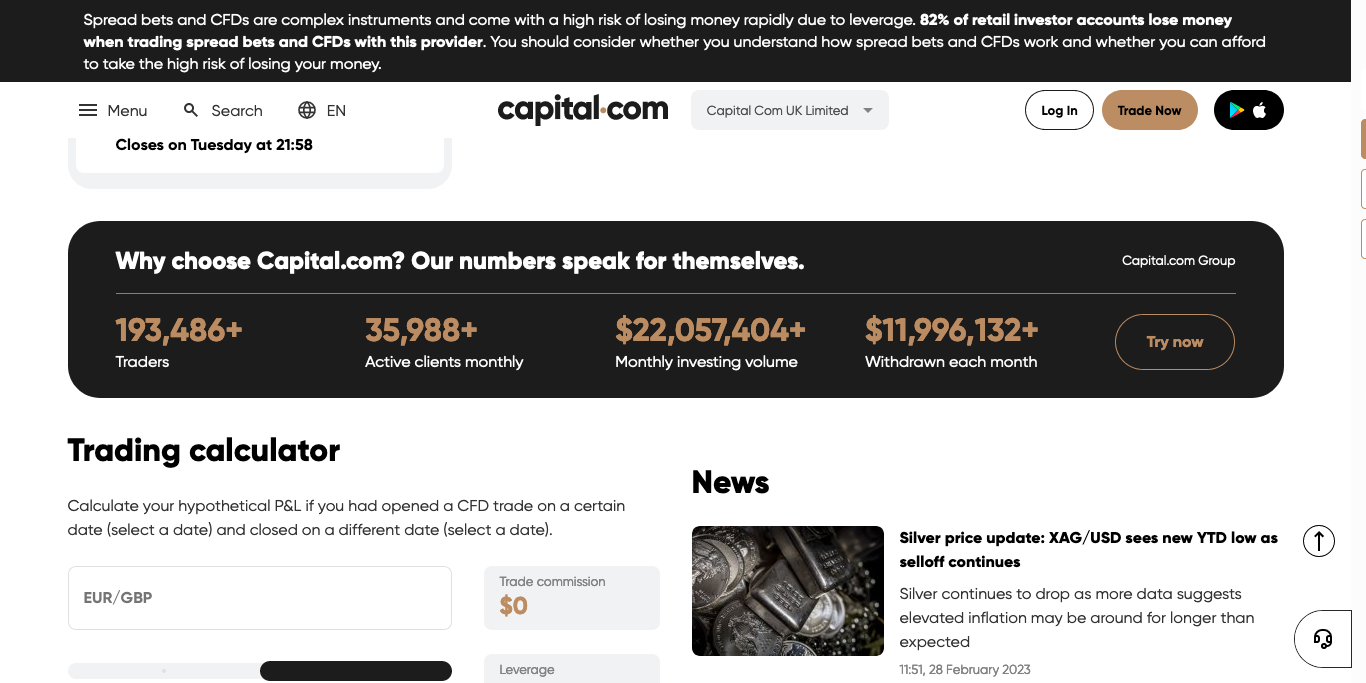 Spread bets and CFDs are complex instruments and come with a high risk of losing money rapidly due to leverage. 82% of retail investor accounts lose money
when trading spread bets and CFDs with this provider. You should consider whether you understand how spread bets and CFDs work and whether you can afford
to take the high risk of losing your money.
Menu Search EN capital.com Capital Com UK Limited Log In Trade Now
Closes on Tuesday at 21:58
Why choose Capital.com? Our numbers speak for themselves. Capital.com Group
193,486+ 35,988+ $22,057,404+ $11,996,132+ Try now
Traders Active clients monthly Monthly investing volume Withdrawn each month
Trading calculator
Calculate your hypothetical P&L if you had opened a CFD trade on a certain
date (select a date) and closed on a different date (select a date).
EUR/GBP
Trade commission
$0
Leverage
News
Silver price update: XAG/USD sees new YTD low as
selloff continues
Silver continues to drop as more data suggests
elevated inflation may be around for longer than
expected
11:51, 28 February 2023